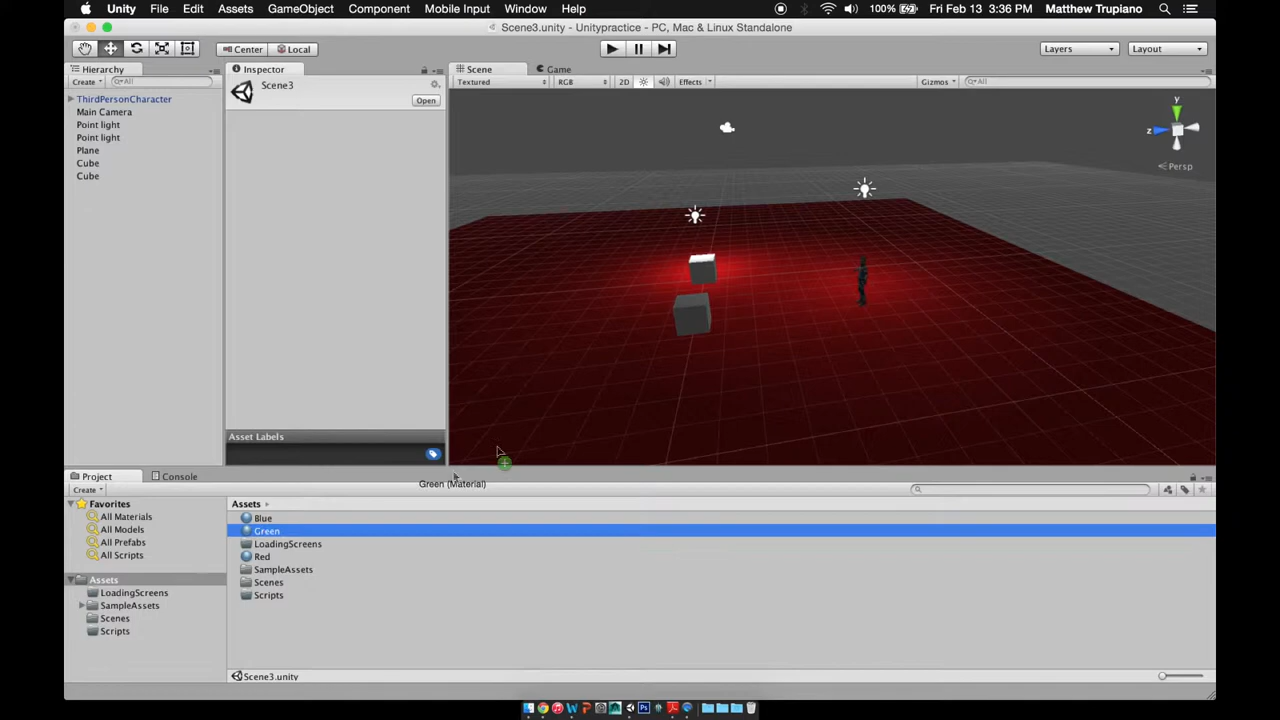 Unity File Edit Assets GameObject Component Mobile Input Window Help 100% Fri Feb 13 3:36 PM Matthew Trupiano
Scene3.unity - Unitypractice - PC, Mac & Linux Standalone
Center Local Layers Layout
Hierarchy Inspector Scene Game
Create All Scene3 Textured RGB 2D Effects Gizmos All
Open
ThirdPersonCharacter
Main Camera
Point light
Point light
Plane
Cube
Cube
y
z
Persp
Asset Labels
Project Console
Green (Material)
Create
Favorites
All Materials
All Models
All Prefabs
All Scripts
Assets
LoadingScreens
SampleAssets
Scenes
Scripts
Assets
Blue
Green
LoadingScreens
Red
SampleAssets
Scenes
Scripts
Scene3.unity